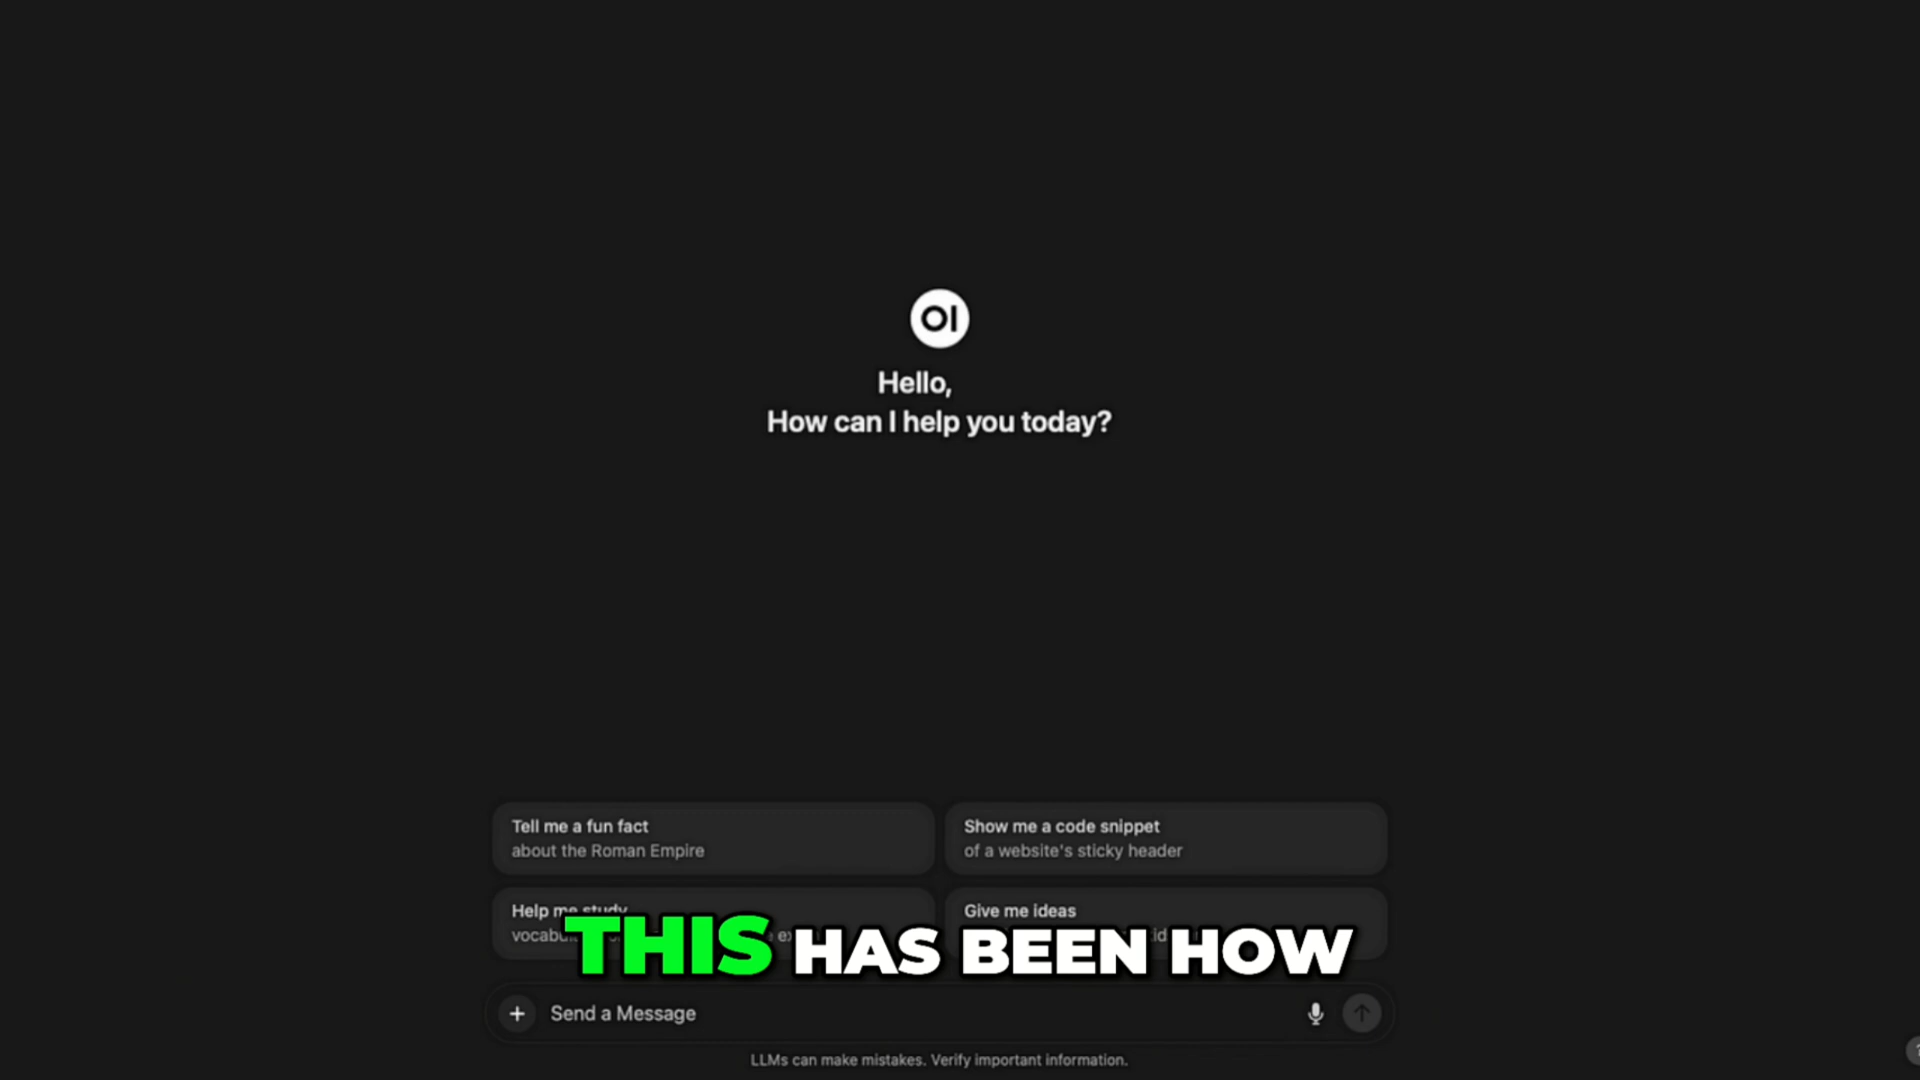 OI
Hello,
How can I help you today?
Tell me a fun fact
about the Roman Empire
Show me a code snippet
of a website's sticky header
Help me study
Give me ideas
THIS HAS BEEN HOW
Send a Message
LLMs can make mistakes. Verify important information.